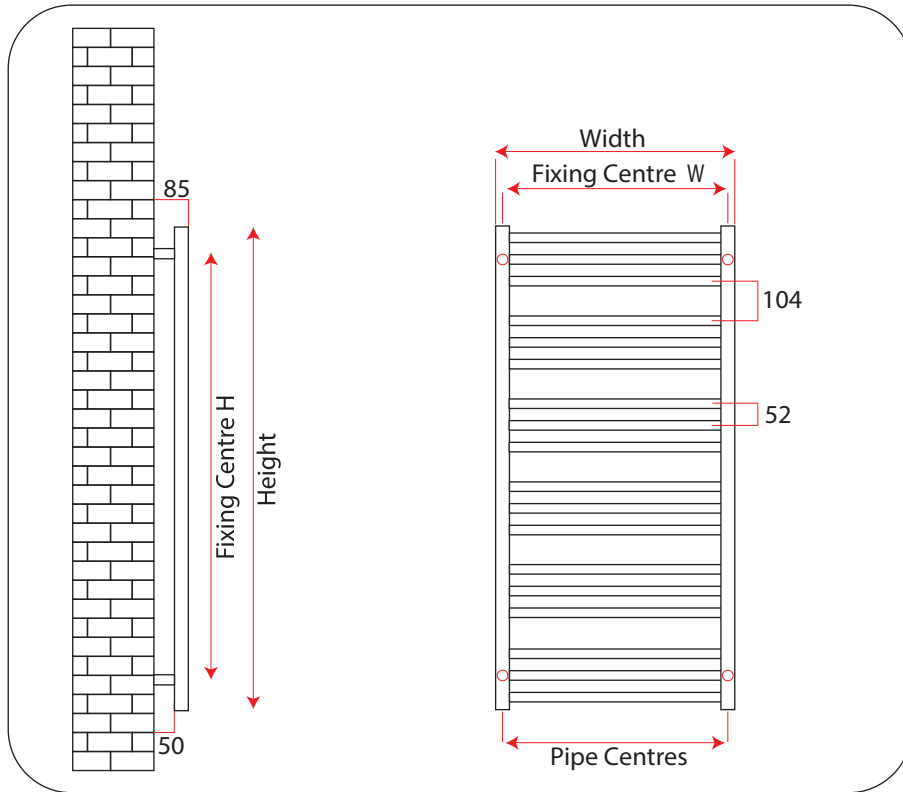 85
Fixing Centre H
Height
50
Width
Fixing Centre W
104
52
Pipe Centres